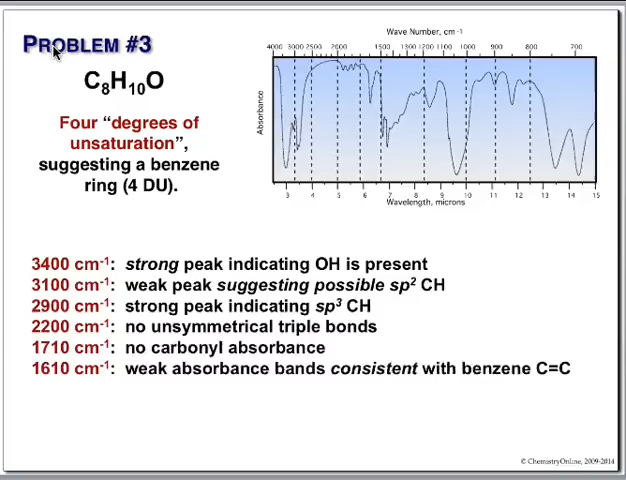 PROBLEM #3
C8H10O
Four “degrees of
unsaturation”,
suggesting a benzene
ring (4 DU).
Wave Number, cm -1
4000 3000 2500 2000 1500 1300 1200 1100 1000 900 800 700
Absorbance
3 4 5 6 7 8 9 10 11 12 13 14 15
Wavelength, microns
3400 cm-1: strong peak indicating OH is present
3100 cm-1: weak peak suggesting possible sp2 CH
2900 cm-1: strong peak indicating sp3 CH
2200 cm-1: no unsymmetrical triple bonds
1710 cm-1: no carbonyl absorbance
1610 cm-1: weak absorbance bands consistent with benzene C=C
© ChemistryOnline, 2009-2014